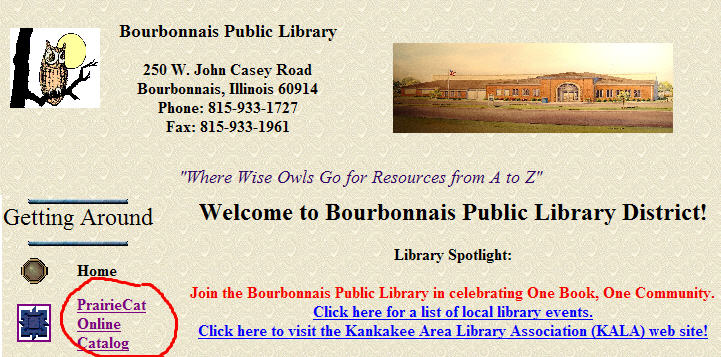 Bourbonnais Public Library
250 W. John Casey Road
Bourbonnais, Illinois 60914
Phone: 815-933-1727
Fax: 815-933-1961
"Where Wise Owls Go for Resources from A to Z"
Getting Around
Home
PrairieCat
Online
Catalog
Welcome to Bourbonnais Public Library District!
Library Spotlight:
Join the Bourbonnais Public Library in celebrating One Book, One Community.
Click here for a list of local library events.
Click here to visit the Kankakee Area Library Association (KALA) web site!